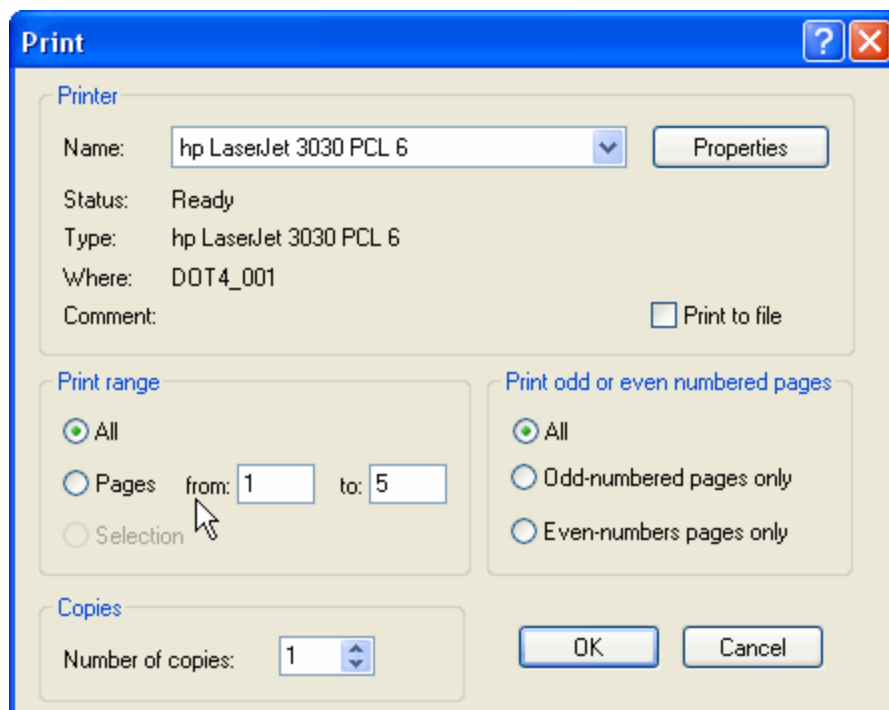 Print
Printer
Name: hp LaserJet 3030 PCL 6 Properties
Status: Ready
Type: hp LaserJet 3030 PCL 6
Where: DOT4_001
Comment: Print to file
Print range
All
Pages from: 1 to: 5
Selection
Print odd or even numbered pages
All
Odd-numbered pages only
Even-numbers pages only
Copies
Number of copies: 1
OK Cancel